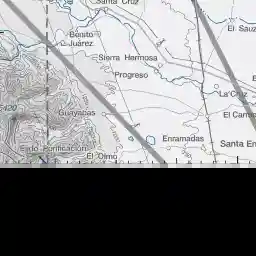 Santa Cruz
El Sauz
Benito
Juárez
Sierra Hermosa
Progreso
La Cruz
Guayabas
El Camar
Enramadas
Santa En
Ejido Purificación
El Olmo